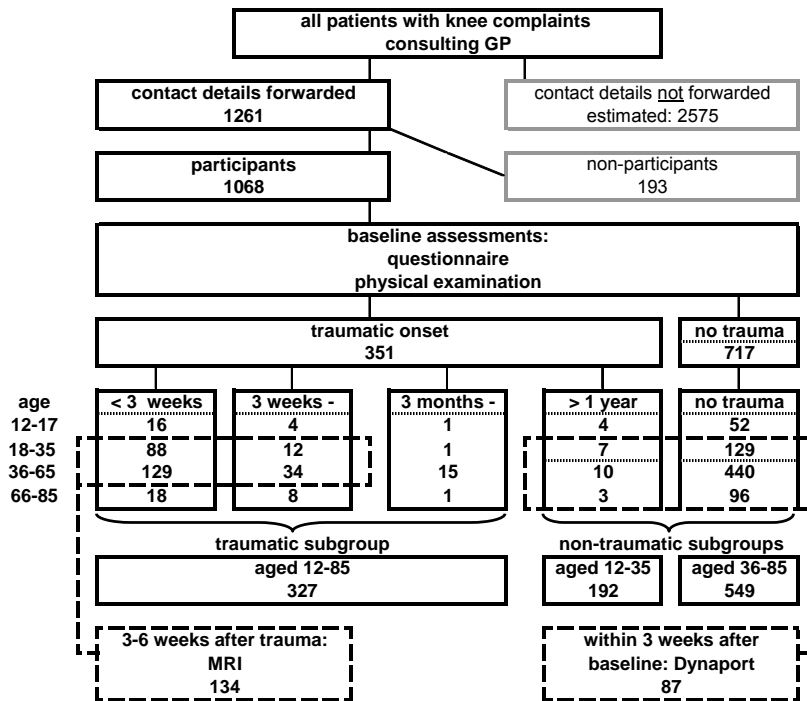 all patients with knee complaints
consulting GP
contact details forwarded
1261
contact details not forwarded
estimated: 2575
participants
1068
non-participants
193
baseline assessments:
questionnaire
physical examination
traumatic onset
351
no trauma
717
age < 3 weeks 3 weeks - 3 months - > 1 year no trauma
12-17 16 4 1 4 52
18-35 88 12 1 7 129
36-65 129 34 15 10 440
66-85 18 8 1 3 96
traumatic subgroup non-traumatic subgroups
aged 12-85
327
aged 12-35
192
aged 36-85
549
3-6 weeks after trauma:
MRI
134
within 3 weeks after
baseline: Dynaport
87